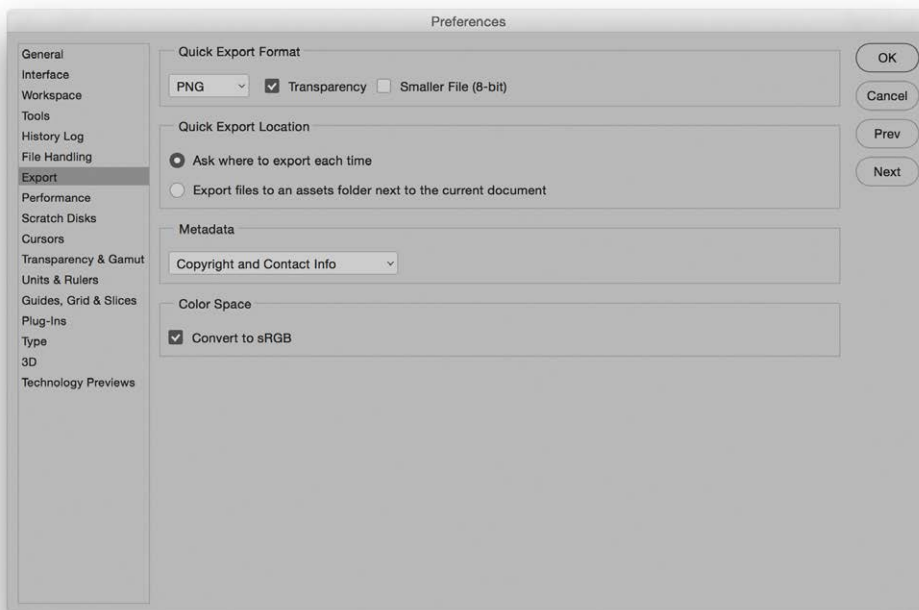 Preferences
General
Interface
Workspace
Tools
History Log
File Handling
Export
Performance
Scratch Disks
Cursors
Transparency & Gamut
Units & Rulers
Guides, Grid & Slices
Plug-Ins
Type
3D
Technology Previews
Quick Export Format
PNG Transparency Smaller File (8-bit)
Quick Export Location
Ask where to export each time
Export files to an assets folder next to the current document
Metadata
Copyright and Contact Info
Color Space
Convert to sRGB
OK
Cancel
Prev
Next